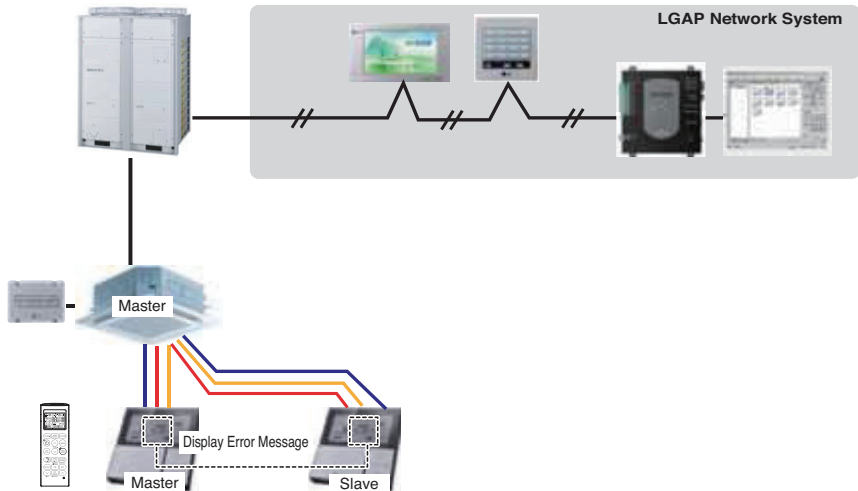 LGAP Network System
Master
Display Error Message
Master
Slave